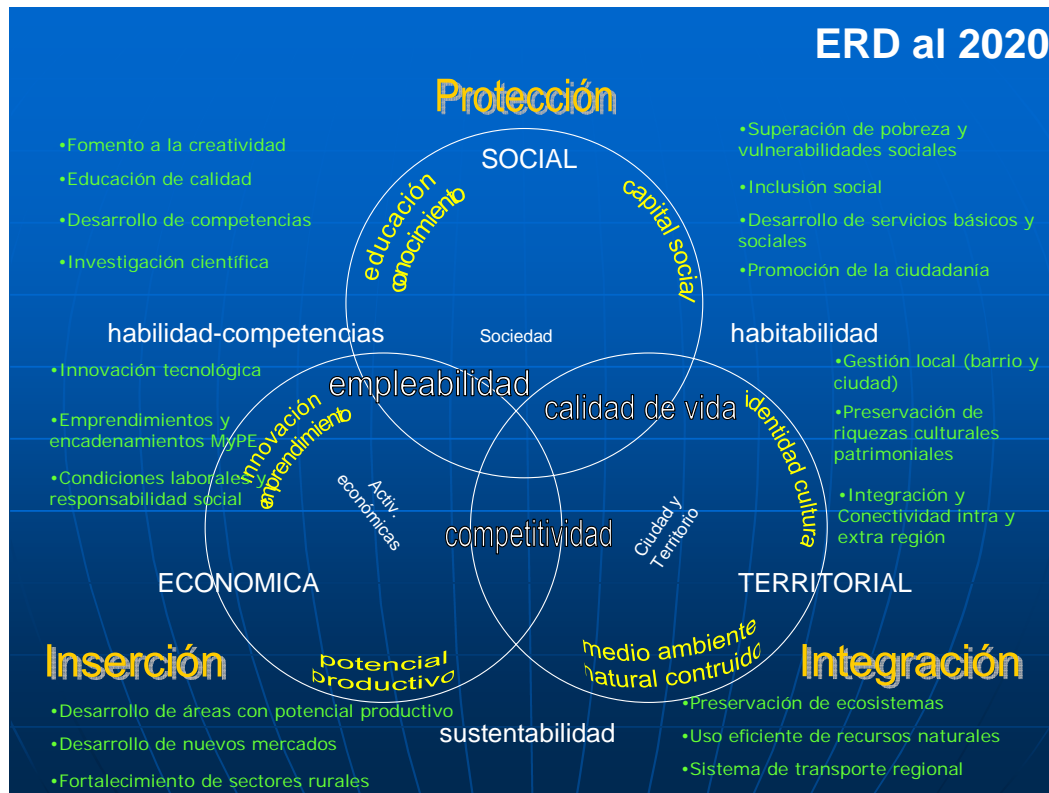 ERD al 2020
Protección
SOCIAL
•Fomento a la creatividad
•Educación de calidad
•Desarrollo de competencias
•Investigación científica
educación
conocimiento
capital social
•Superación de pobreza y
vulnerabilidades sociales
•Inclusión social
•Desarrollo de servicios básicos y
sociales
•Promoción de la ciudadanía
habilidad-competencias
Sociedad
habitabilidad
•Innovación tecnológica
•Emprendimientos y
encadenamientos MyPE
•Condiciones laborales y
responsabilidad social
innovación
emprendimiento
empleabilidad
calidad de vida
identidad cultura
•Gestión local (barrio y
ciudad)
•Preservación de
riquezas culturales
patrimoniales
•Integración y
Conectividad intra y
extra región
Activ.
económicas
competitividad
Ciudad y
Territorio
ECONOMICA
TERRITORIAL
Inserción
potencial
productivo
medio ambiente
natural contruido
Integración
•Desarrollo de áreas con potencial productivo
•Desarrollo de nuevos mercados
•Fortalecimiento de sectores rurales
sustentabilidad
•Preservación de ecosistemas
•Uso eficiente de recursos naturales
•Sistema de transporte regional